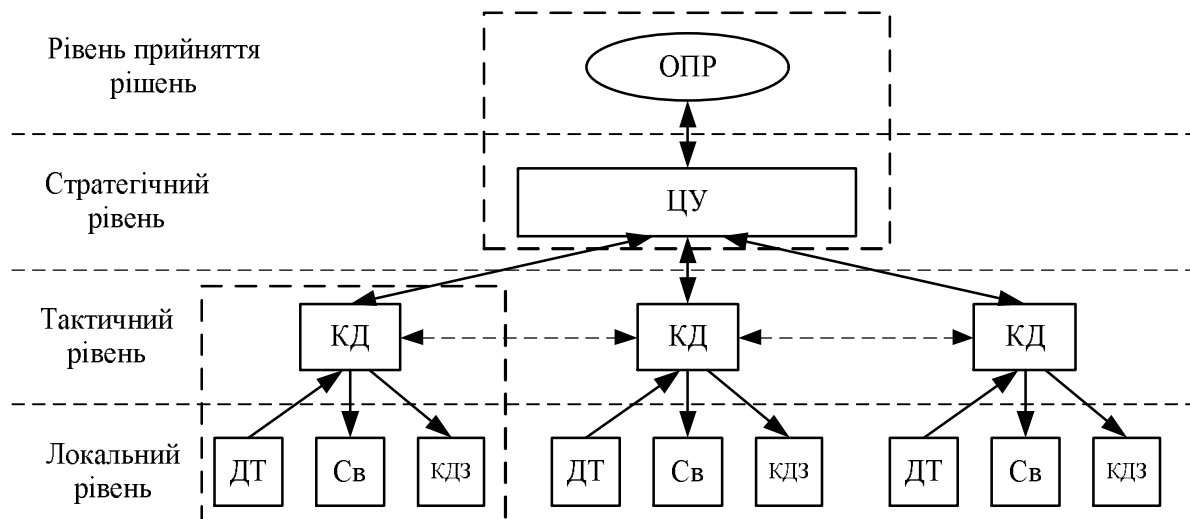 Рівень прийняття
рішень
ОПР
Стратегічний
рівень
ЦУ
Тактичний
рівень
КД
КД
КД
Локальний
рівень
ДТ
Св
КДЗ
ДТ
Св
КДЗ
ДТ
Св
КДЗ